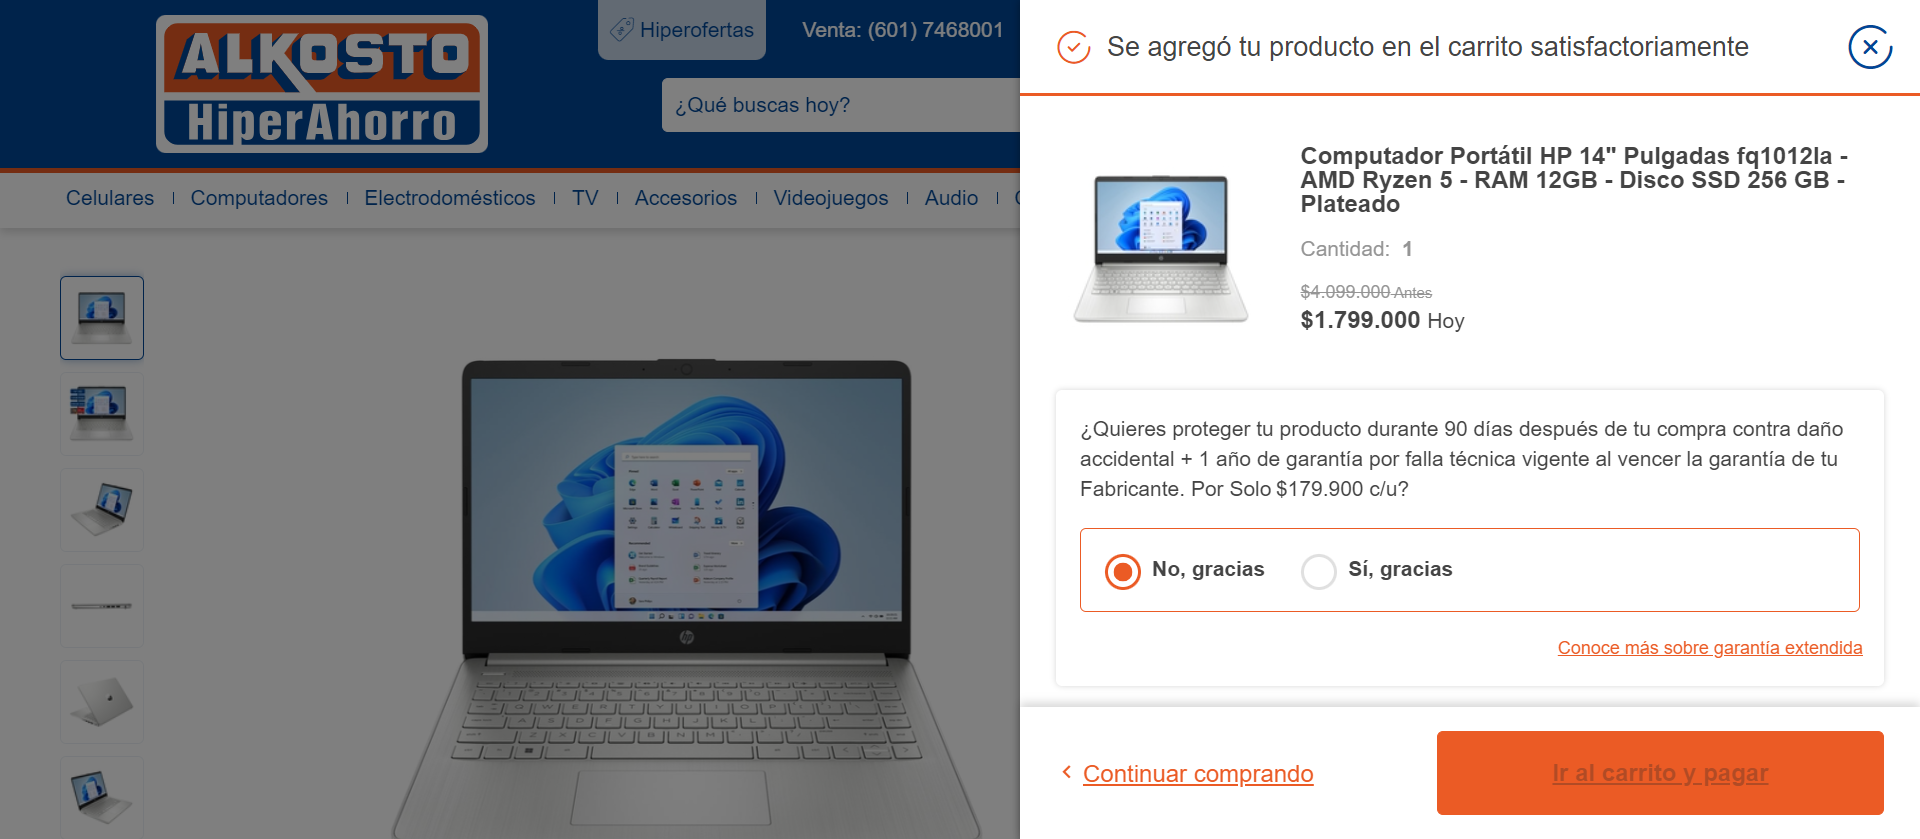 ALKOSTO
HiperAhorro
Hiperofertas
Venta: (601) 7468001
¿Qué buscas hoy?
Celulares
Computadores
Electrodomésticos
TV
Accesorios
Videojuegos
Audio
Se agregó tu producto en el carrito satisfactoriamente
Computador Portátil HP 14" Pulgadas fq1012la -
AMD Ryzen 5 - RAM 12GB - Disco SSD 256 GB -
Plateado
Cantidad: 1
$4.099.000 Antes
$1.799.000 Hoy
¿Quieres proteger tu producto durante 90 días después de tu compra contra daño
accidental + 1 año de garantía por falla técnica vigente al vencer la garantía de tu
Fabricante. Por Solo $179.900 c/u?
No, gracias
Sí, gracias
Conoce más sobre garantía extendida
Continuar comprando
Ir al carrito y pagar